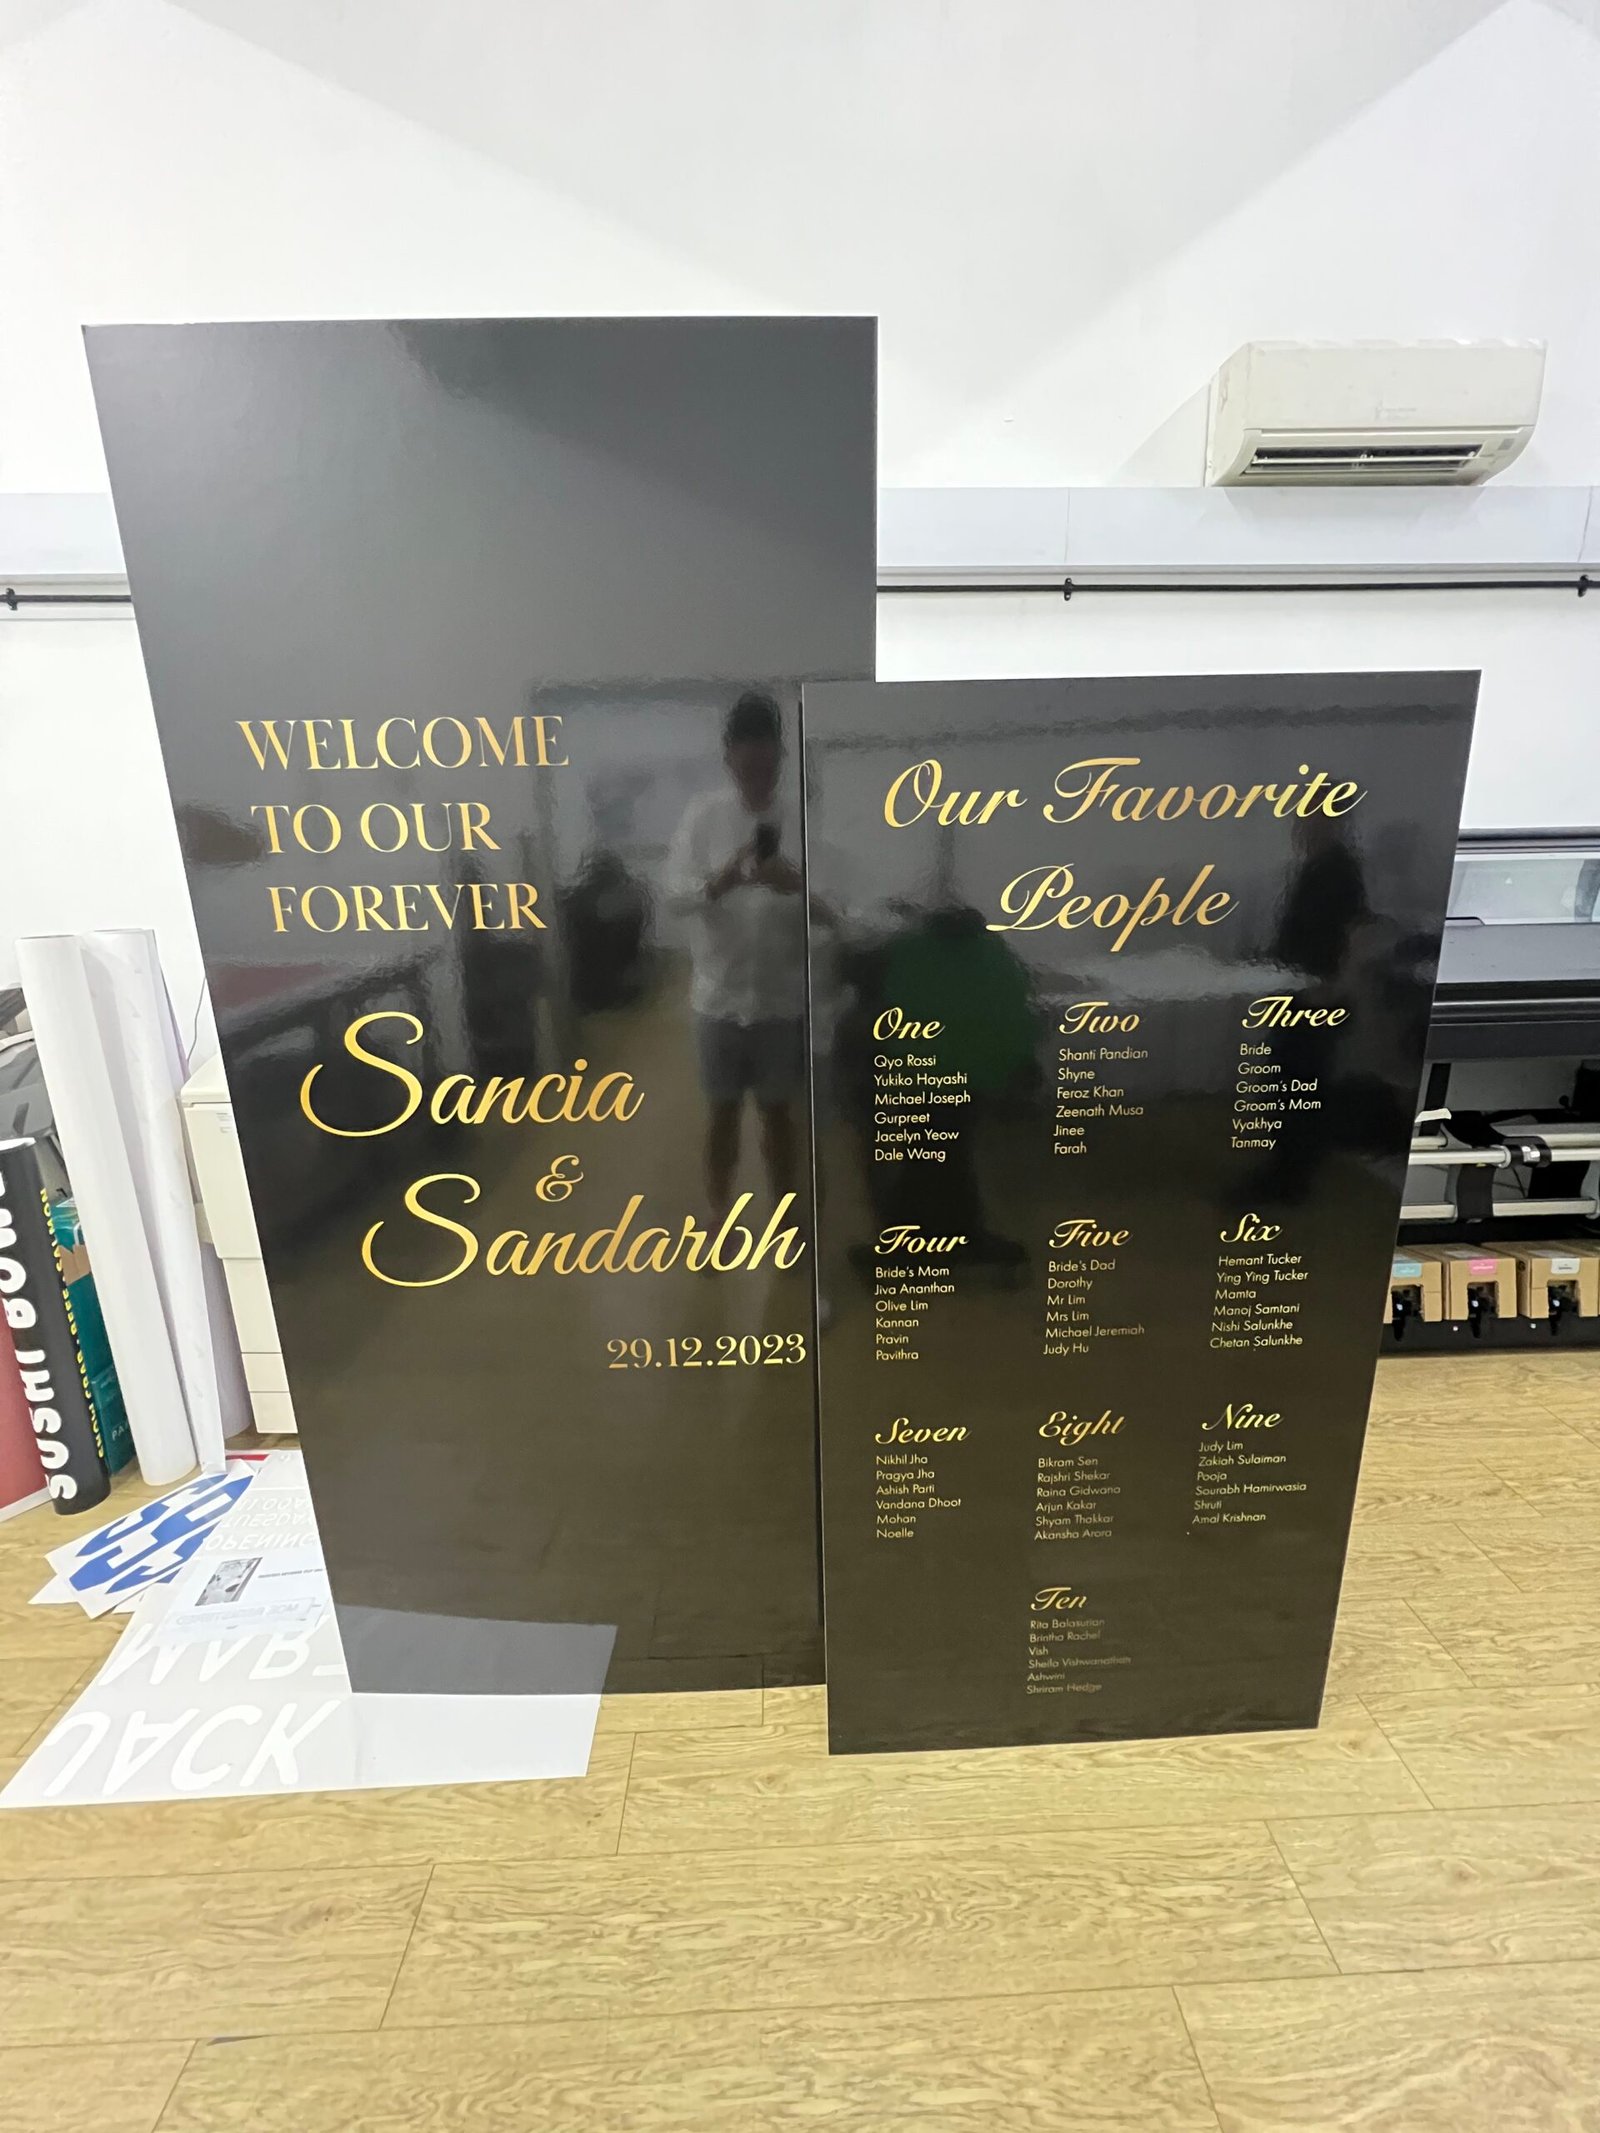 WELCOME
TO OUR
FOREVER
Sancia
&
Sandarbh
29.12.2023
Our Favorite
People
One
Qyo Rossi
Yukiko Hayashi
Michael Joseph
Gurpreet
Jacelyn Yeow
Dale Wang
Two
Shanti Pandian
Shyne
Feroz Khan
Zeenath Musa
Jinee
Farah
Three
Bride
Groom
Groom's Dad
Groom's Mom
Vyakhya
Tanmay
Four
Bride's Mom
Jiva Ananthan
Olive Lim
Kannan
Pravin
Pavithra
Five
Bride's Dad
Dorothy
Mr Lim
Mrs Lim
Michael Jeremiah
Judy Hu
Six
Hemant Tucker
Ying Ying Tucker
Mamta
Manoj Samtani
Nishi Salunkhe
Chetan Salunkhe
Seven
Nikhil Jha
Pragya Jha
Ashish Parti
Vandana Dhoot
Mohan
Noelle
Eight
Bikram Sen
Rajshri Shekar
Raina Gidwana
Arjun Kakar
Shyam Thakkar
Akansha Arora
Nine
Judy Lim
Zakiah Sulaiman
Pooja
Sourabh Hamirwasia
Shruti
Amal Krishnan
Ten
Rita Balasurian
Brintha Rachel
Vish
Sheila Vishwanathan
Ashwini
Shriram Hedge
SUSHI BOWL
OPENING
TUESDAY
JACK